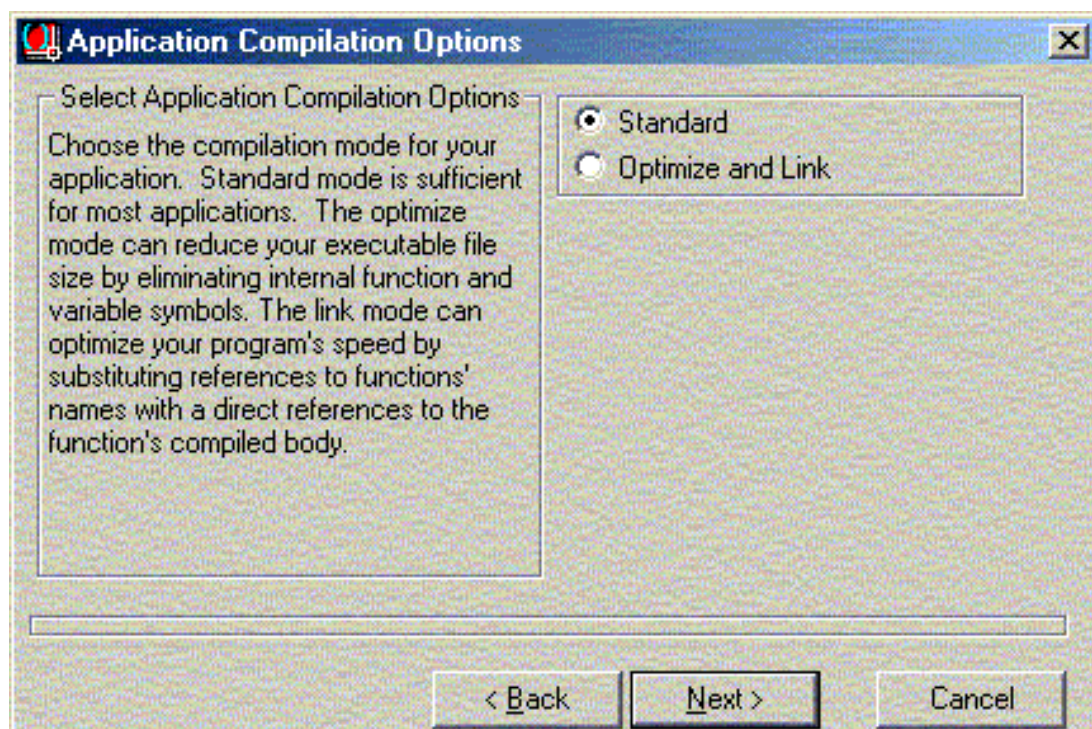 Application Compilation Options
Select Application Compilation Options
Choose the compilation mode for your
application. Standard mode is sufficient
for most applications. The optimize
mode can reduce your executable file
size by eliminating internal function and
variable symbols. The link mode can
optimize your program's speed by
substituting references to functions'
names with a direct references to the
function's compiled body.
Standard
Optimize and Link
< Back
Next >
Cancel